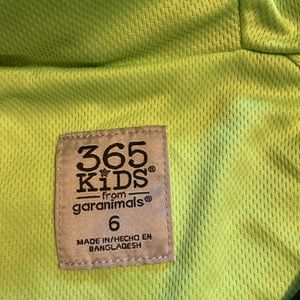 365
KiDS®
from
garanimals®
6
MADE IN/HECHO EN
BANGLADESH